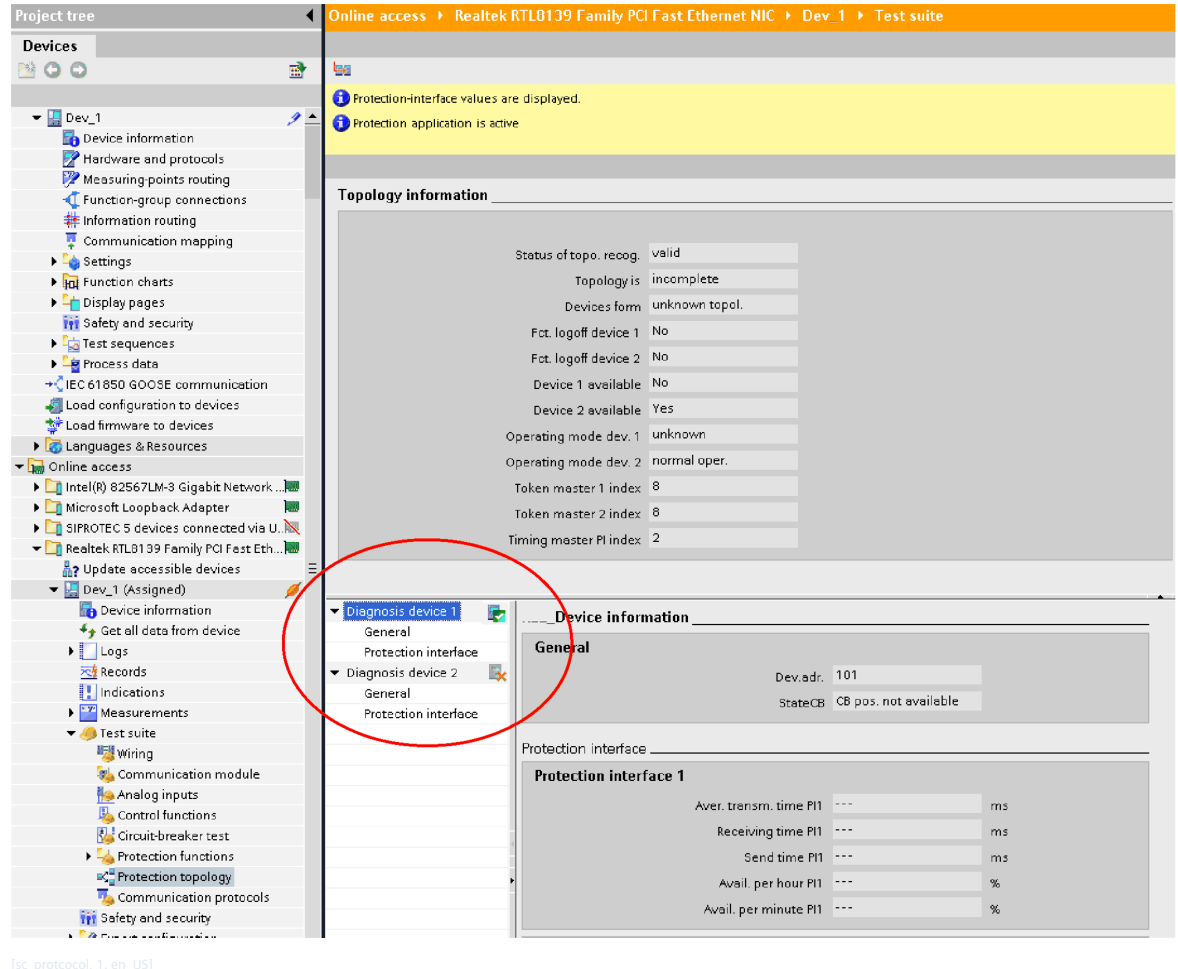 Project tree
Devices
Dev_1
Device information
Hardware and protocols
Measuring-points routing
Function-group connections
Information routing
Communication mapping
Settings
Function charts
Display pages
Safety and security
Test sequences
Process data
IEC 61850 GOOSE communication
Load configuration to devices
Load firmware to devices
Languages & Resources
Online access
Intel(R) 82567LM-3 Gigabit Network ...
Microsoft Loopback Adapter
SIPROTEC 5 devices connected via U...
Realtek RTL8139 Family PCI Fast Eth...
Update accessible devices
Dev_1 (Assigned)
Device information
Get all data from device
Logs
Records
Indications
Measurements
Test suite
Wiring
Communication module
Analog inputs
Control functions
Circuit-breaker test
Protection functions
Protection topology
Communication protocols
Safety and security
Online access Realtek RTL8139 Family PCI Fast Ethernet NIC Dev_1 Test suite
Protection-interface values are displayed.
Protection application is active
Topology information
Status of topo. recog. valid
Topology is incomplete
Devices form unknown topol.
Fct. logoff device 1 No
Fct. logoff device 2 No
Device 1 available No
Device 2 available Yes
Operating mode dev. 1 unknown
Operating mode dev. 2 normal oper.
Token master 1 index 8
Token master 2 index 8
Timing master PI index 2
Diagnosis device 1
General
Protection interface
Diagnosis device 2
General
Protection interface
Device information
General
Dev.adr. 101
StateCB CB pos. not available
Protection interface
Protection interface 1
Aver. transm. time PI1 --- ms
Receiving time PI1 --- ms
Send time PI1 --- ms
Avail. per hour PI1 --- %
Avail. per minute PI1 --- %
[sc_protcocol, 1, en_US]